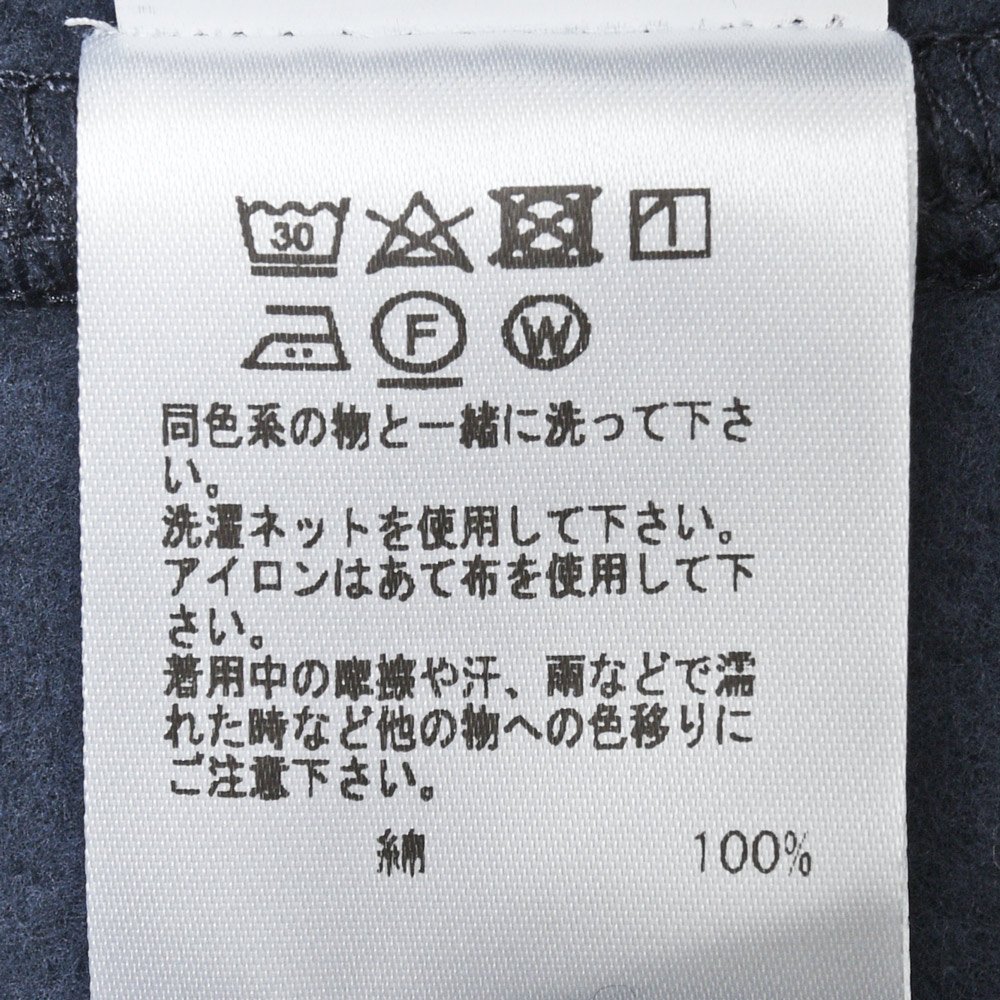 30
F
W
同色系の物と一緒に洗って下さ
い。
洗濯ネットを使用して下さい。
アイロンはあて布を使用して下
さい。
着用中の摩擦や汗、雨などで濡
れた時など他の物への色移りに
ご注意下さい。
綿 100%